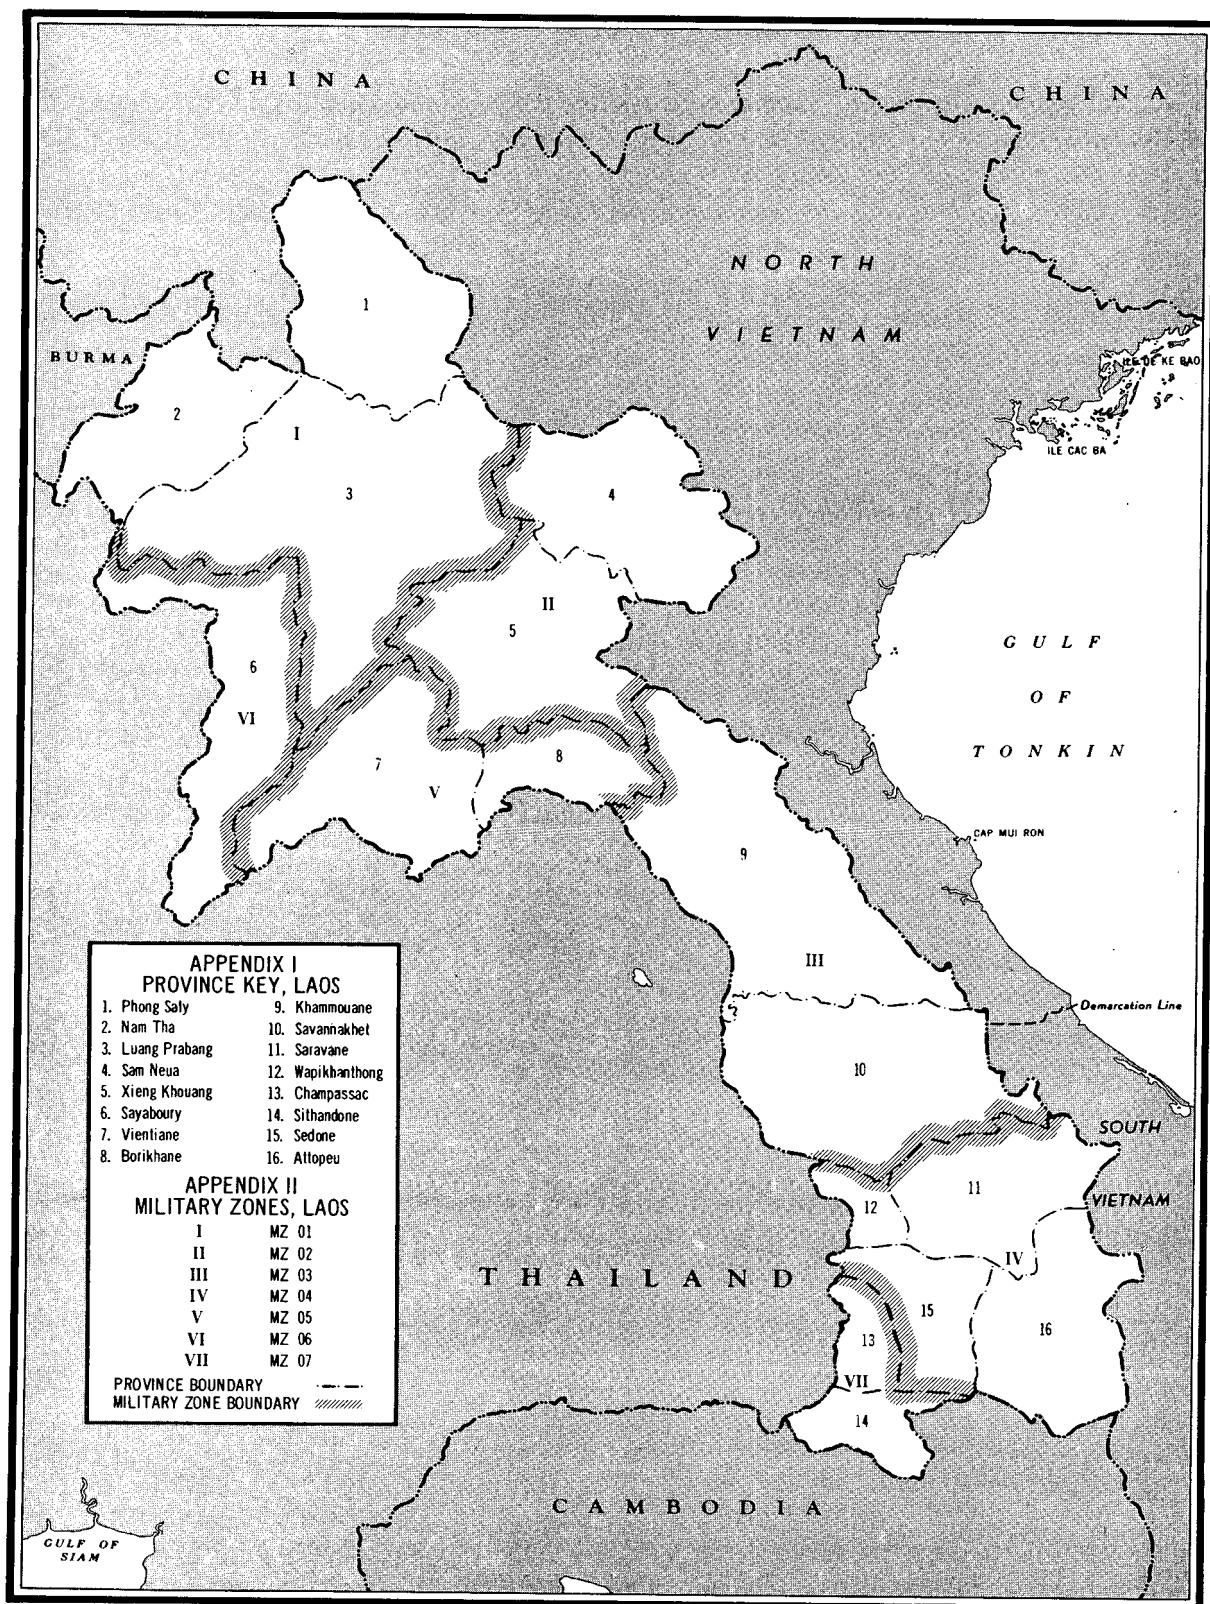 CHINA
CHINA
NORTH
VIETNAM
BURMA
ILE DE KE BAO
ILE CAC BA
1
2
I
3
4
II
5
6
VI
7
V
8
GULF
OF
TONKIN
CAP MUI RON
9
III
Demarcation Line
10
SOUTH
VIETNAM
11
12
IV
THAILAND
15
16
13
VII
14
CAMBODIA
GULF OF
SIAM
APPENDIX I
PROVINCE KEY, LAOS
1. Phong Saly
2. Nam Tha
3. Luang Prabang
4. Sam Neua
5. Xieng Khouang
6. Sayaboury
7. Vientiane
8. Borikhane
9. Khammouane
10. Savannakhet
11. Saravane
12. Wapikhanthong
13. Champassac
14. Sithandone
15. Sedone
16. Attopeu
APPENDIX II
MILITARY ZONES, LAOS
I MZ 01
II MZ 02
III MZ 03
IV MZ 04
V MZ 05
VI MZ 06
VII MZ 07
PROVINCE BOUNDARY
MILITARY ZONE BOUNDARY